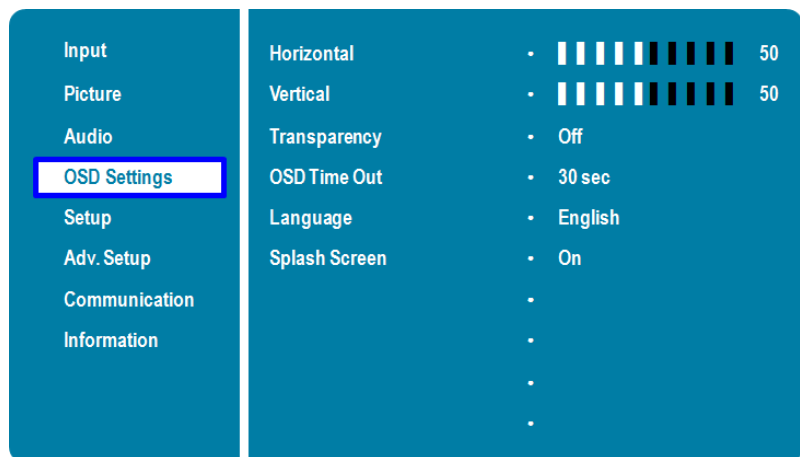 Input
Picture
Audio
OSD Settings
Setup
Adv. Setup
Communication
Information
Horizontal • 50
Vertical • 50
Transparency • Off
OSD Time Out • 30 sec
Language • English
Splash Screen • On
•
•
•
•